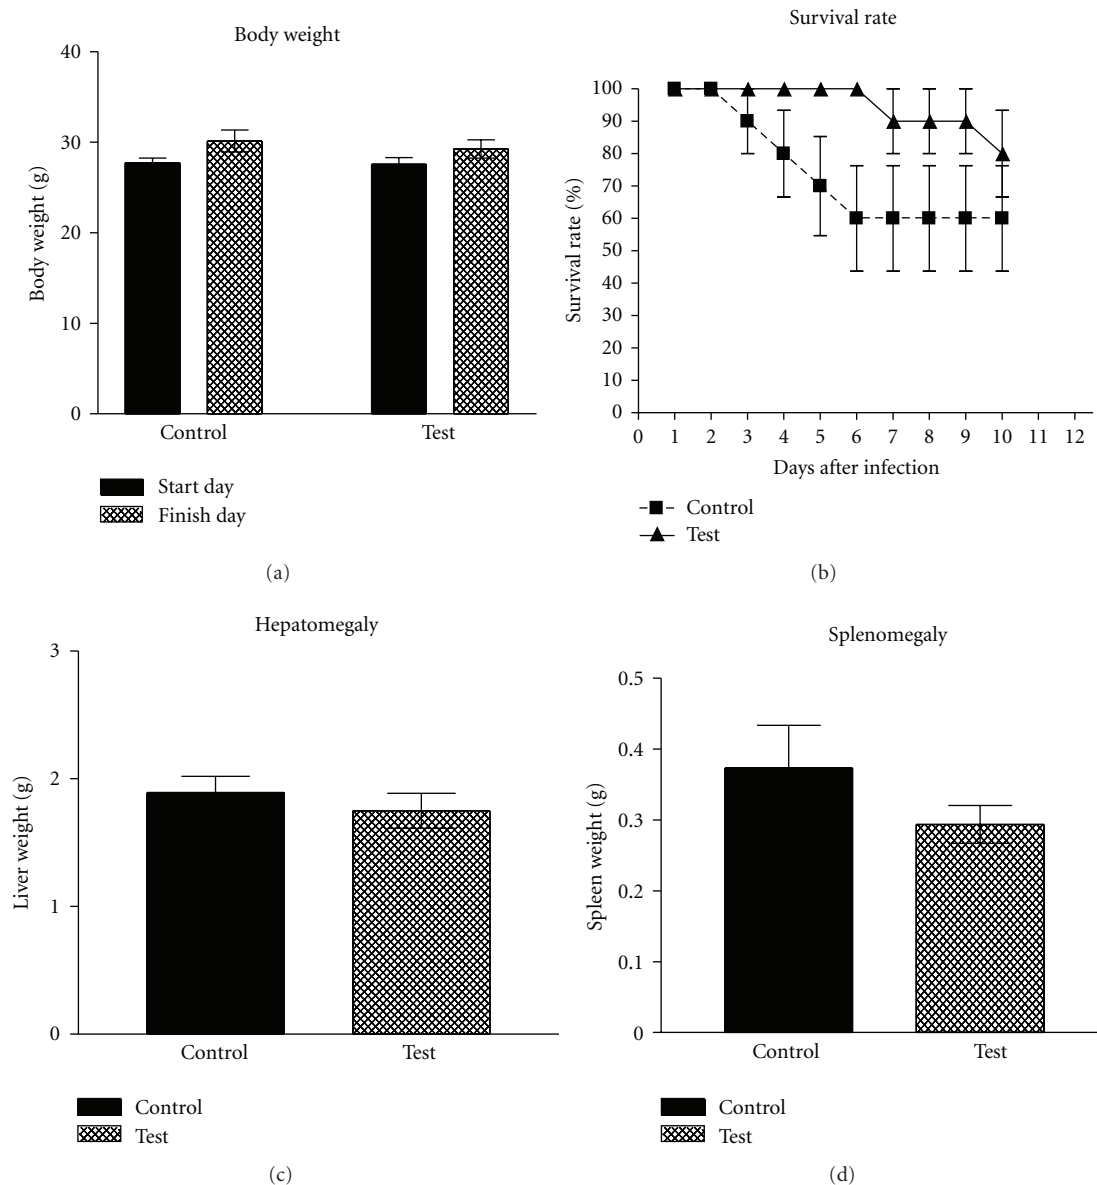 Body weight
40
30
20
10
0
Body weight (g)
Control
Test
Start day
Finish day
(a)
Survival rate
100
90
80
70
60
50
40
30
20
10
0
Survival rate (%)
0 1 2 3 4 5 6 7 8 9 10 11 12
Days after infection
Control
Test
(b)
Hepatomegaly
3
2
1
0
Liver weight (g)
Control
Test
Control
Test
(c)
Splenomegaly
0.5
0.4
0.3
0.2
0.1
0
Spleen weight (g)
Control
Test
Control
Test
(d)